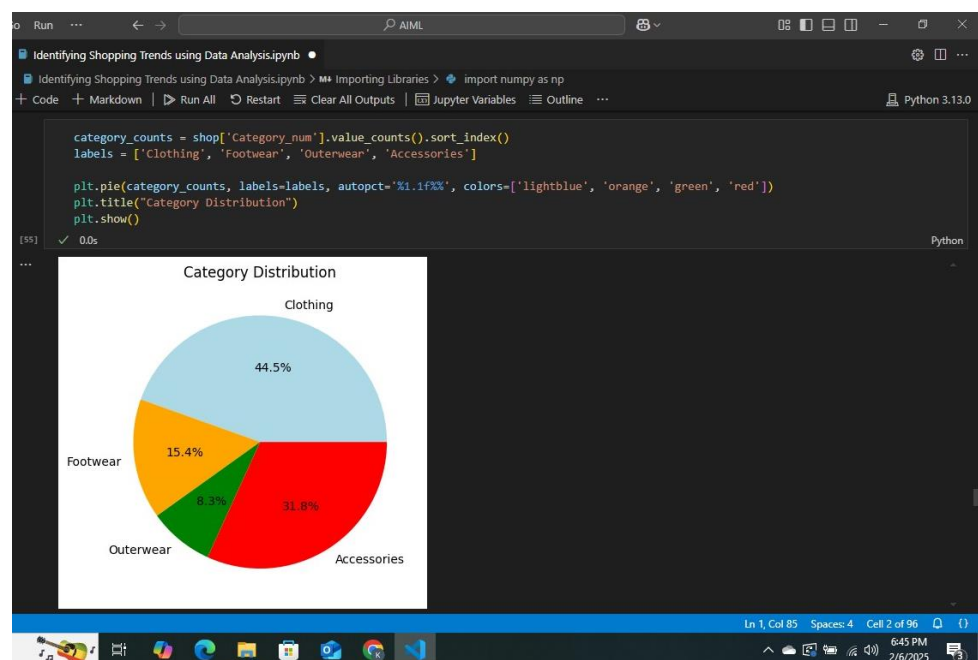 Run ... AIML
Identifying Shopping Trends using Data Analysis.ipynb
Identifying Shopping Trends using Data Analysis.ipynb > M↓ Importing Libraries > import numpy as np
+ Code + Markdown | Run All Restart Clear All Outputs | Jupyter Variables Outline ... Python 3.13.0
category_counts = shop['Category_num'].value_counts().sort_index()
labels = ['Clothing', 'Footwear', 'Outerwear', 'Accessories']
plt.pie(category_counts, labels=labels, autopct='%1.1f%%', colors=['lightblue', 'orange', 'green', 'red'])
plt.title("Category Distribution")
plt.show()
[55] ✓ 0.0s Python
...
Category Distribution
Clothing
44.5%
Footwear
15.4%
8.3%
31.8%
Outerwear
Accessories
Ln 1, Col 85 Spaces: 4 Cell 2 of 96
6:45 PM
2/6/2025